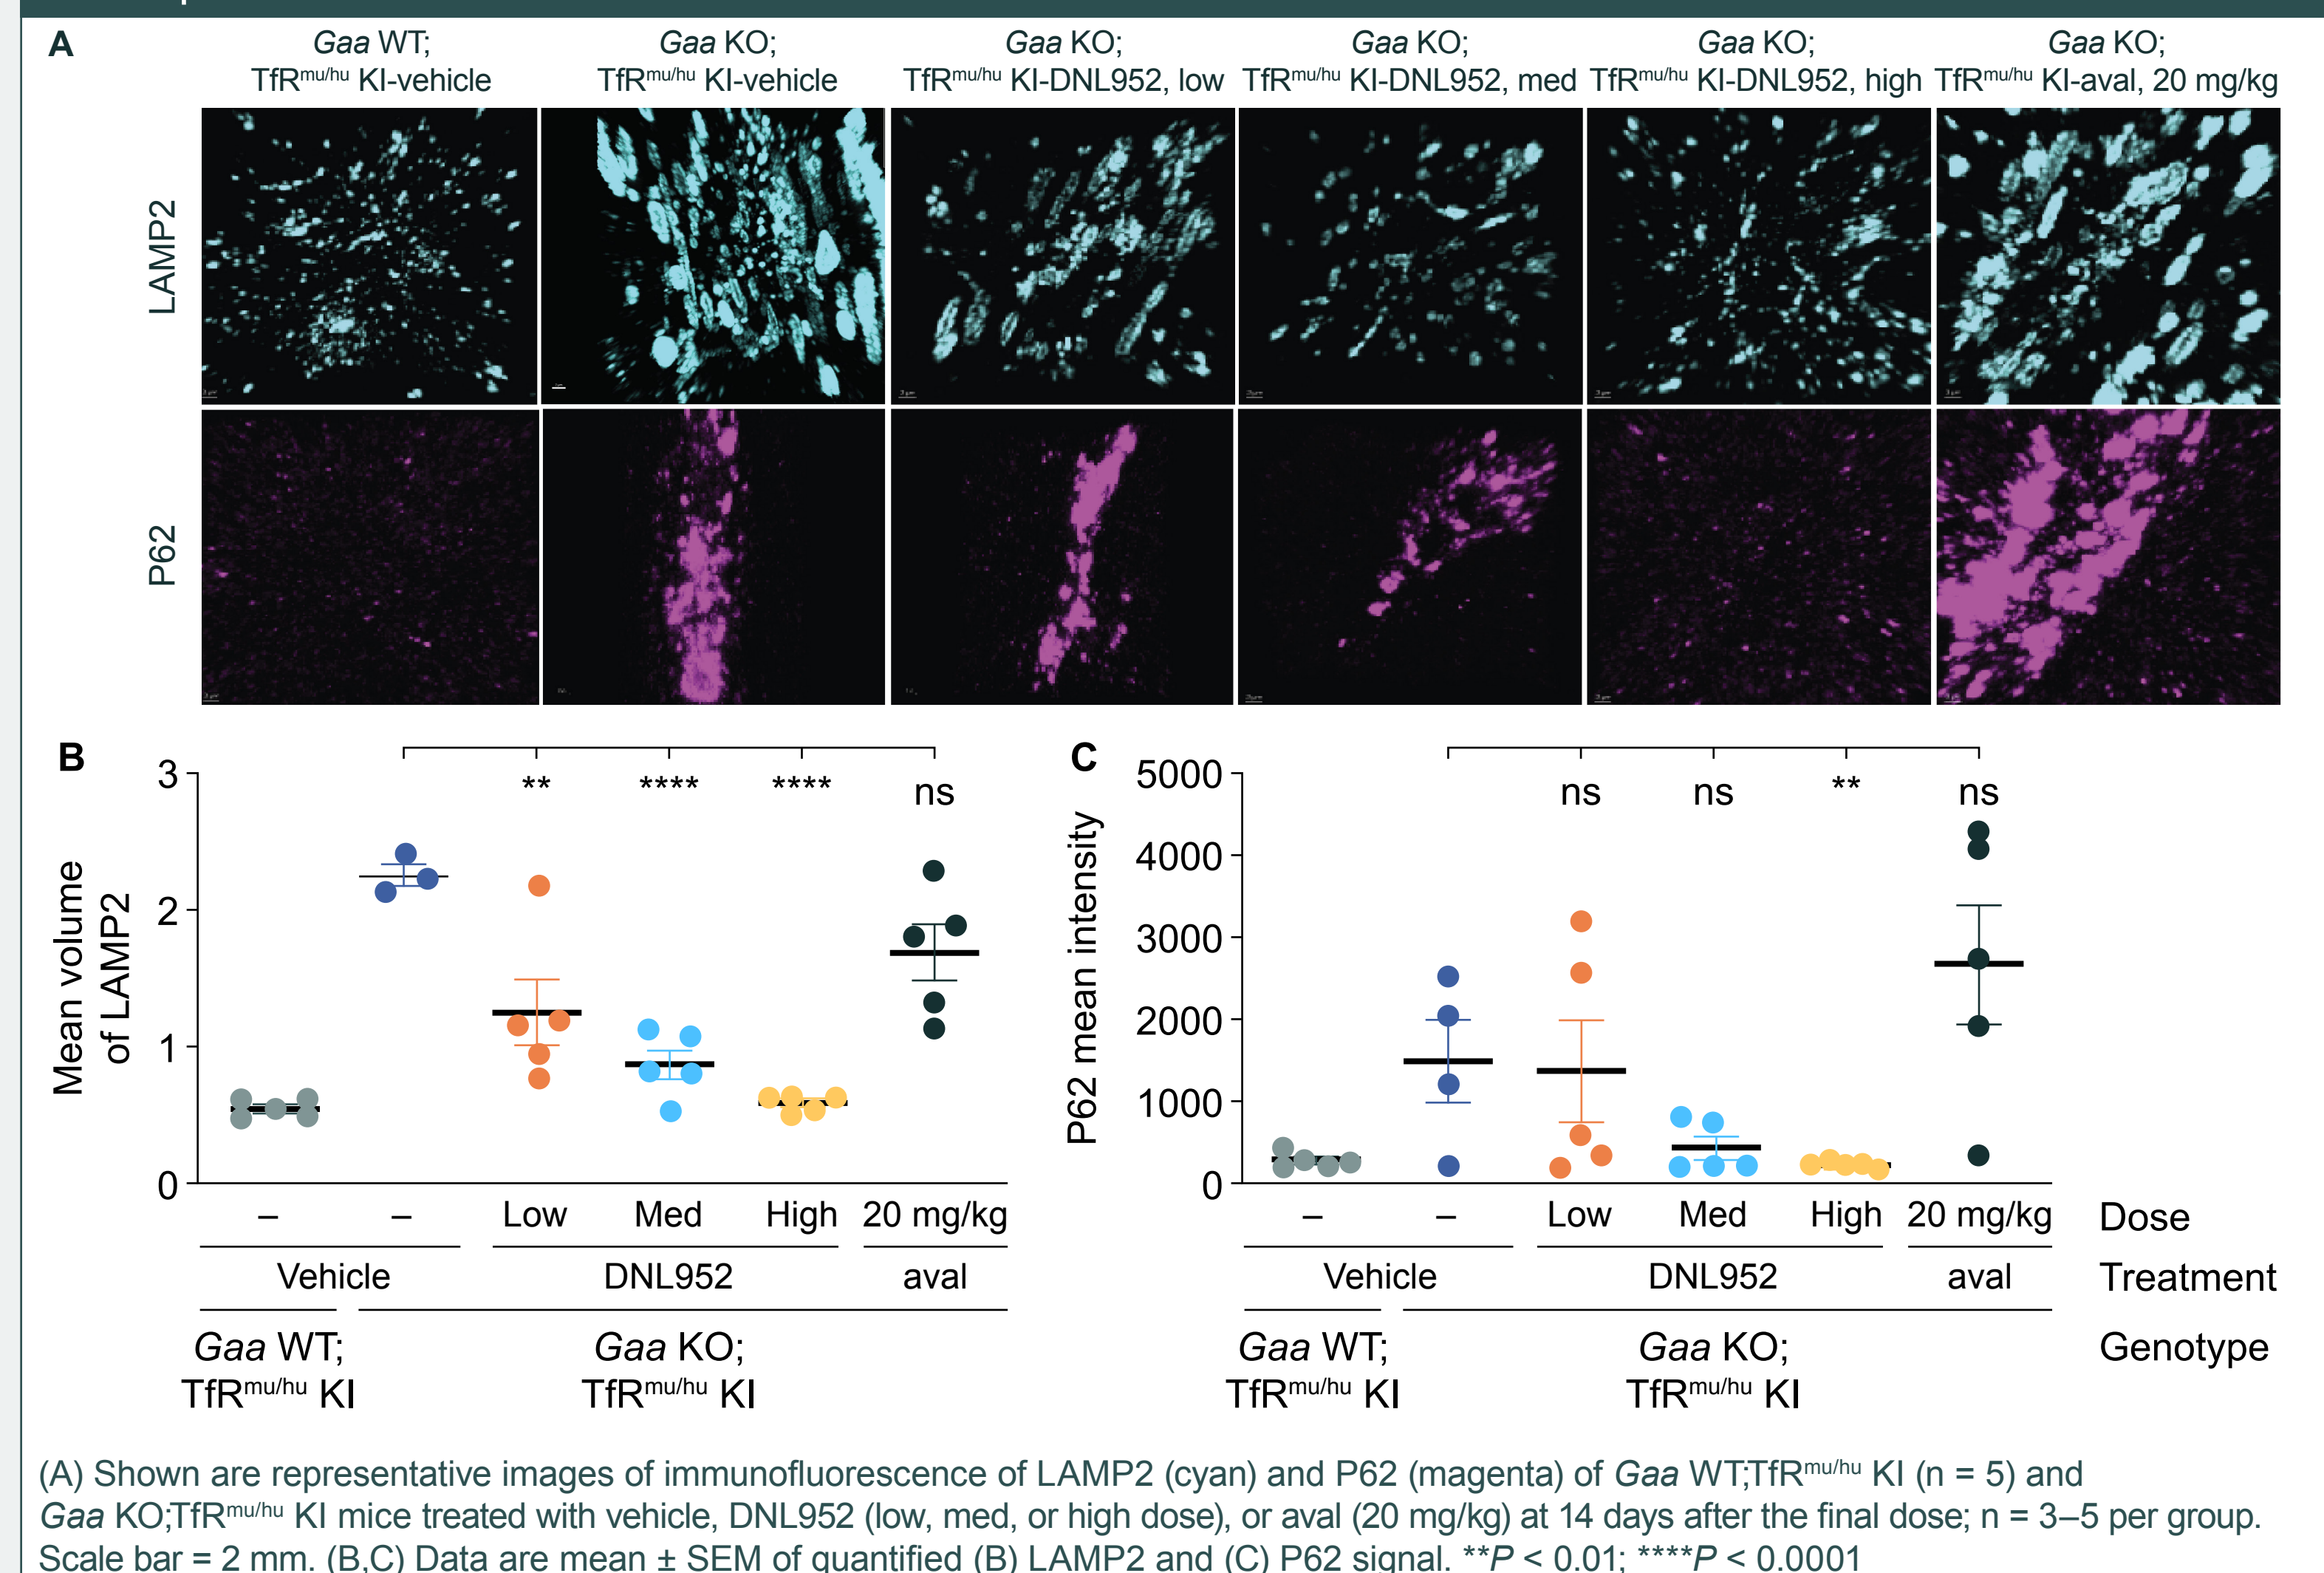 A
Gaa WT;
TfRmu/hu KI-vehicle
Gaa KO;
TfRmu/hu KI-vehicle
Gaa KO;
TfRmu/hu KI-DNL952, low
Gaa KO;
TfRmu/hu KI-DNL952, med
Gaa KO;
TfRmu/hu KI-DNL952, high
Gaa KO;
TfRmu/hu KI-aval, 20 mg/kg
LAMP2
P62
B
Mean volume
of LAMP2
3
2
1
0
** **** **** ns
– – Low Med High 20 mg/kg
Vehicle DNL952 aval
Gaa WT;
TfRmu/hu KI
Gaa KO;
TfRmu/hu KI
C
P62 mean intensity
5000
4000
3000
2000
1000
0
ns ns ** ns
– – Low Med High 20 mg/kg Dose
Vehicle DNL952 aval Treatment
Gaa WT;
TfRmu/hu KI
Gaa KO;
TfRmu/hu KI
Genotype
(A) Shown are representative images of immunofluorescence of LAMP2 (cyan) and P62 (magenta) of Gaa WT;TfRmu/hu KI (n = 5) and
Gaa KO;TfRmu/hu KI mice treated with vehicle, DNL952 (low, med, or high dose), or aval (20 mg/kg) at 14 days after the final dose; n = 3–5 per group.
Scale bar = 2 mm. (B,C) Data are mean ± SEM of quantified (B) LAMP2 and (C) P62 signal. **P < 0.01; ****P < 0.0001